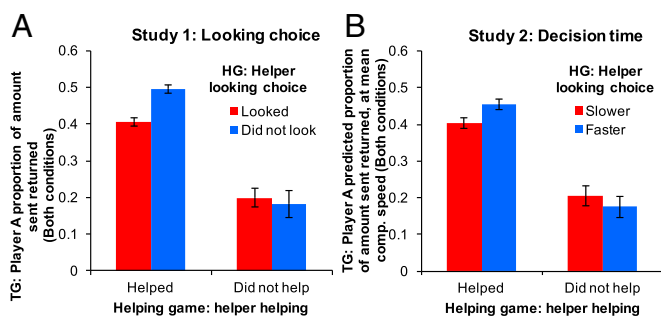 A
Study 1: Looking choice
TG: Player A proportion of amount
sent returned
(Both conditions)
0.6
0.5
0.4
0.3
0.2
0.1
0
HG: Helper
looking choice
Looked
Did not look
Helped
Did not help
Helping game: helper helping
B
Study 2: Decision time
TG: Player A predicted proportion
of amount sent returned, at mean
comp. speed (Both conditions)
0.6
0.5
0.4
0.3
0.2
0.1
0
HG: Helper
looking choice
Slower
Faster
Helped
Did not help
Helping game: helper helping